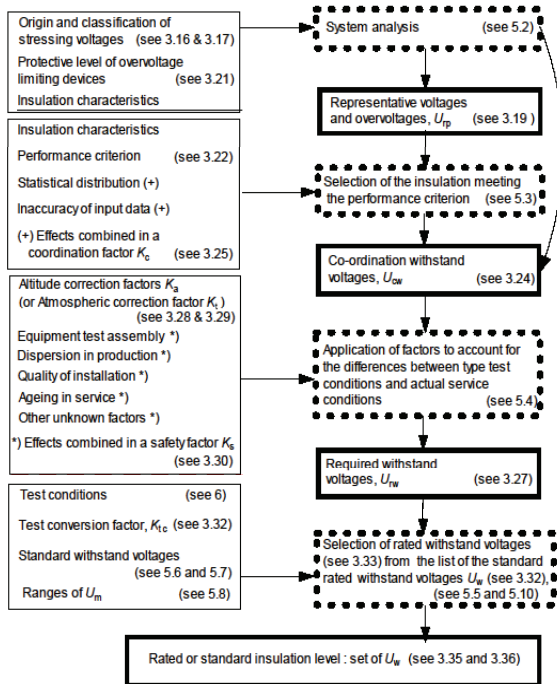 Origin and classification of
stressing voltages (see 3.16 & 3.17)
Protective level of overvoltage
limiting devices (see 3.21)
Insulation characteristics
System analysis (see 5.2)
Representative voltages
and overvoltages, Urp (see 3.19 )
Insulation characteristics
Performance criterion (see 3.22)
Statistical distribution (+)
Inaccuracy of input data (+)
(+) Effects combined in a
coordination factor Kc (see 3.25)
Selection of the insulation meeting
the performance criterion (see 5.3)
Co-ordination withstand
voltages, Ucw (see 3.24)
Altitude correction factors Ka
(or Atmospheric correction factor Kt )
(see 3.28 & 3.29)
Equipment test assembly *)
Dispersion in production *)
Quality of installation *)
Ageing in service *)
Other unknown factors *)
*) Effects combined in a safety factor Ks
(see 3.30)
Application of factors to account for
the differences between type test
conditions and actual service
conditions (see 5.4)
Required withstand
voltages, Urw (see 3.27)
Test conditions (see 6)
Test conversion factor, Ktc (see 3.32)
Standard withstand voltages
(see 5.6 and 5.7)
Ranges of Um (see 5.8)
Selection of rated withstand voltages
(see 3.33) from the list of the standard
rated withstand voltages Uw (see 3.32),
(see 5.5 and 5.10)
Rated or standard insulation level : set of Uw (see 3.35 and 3.36)